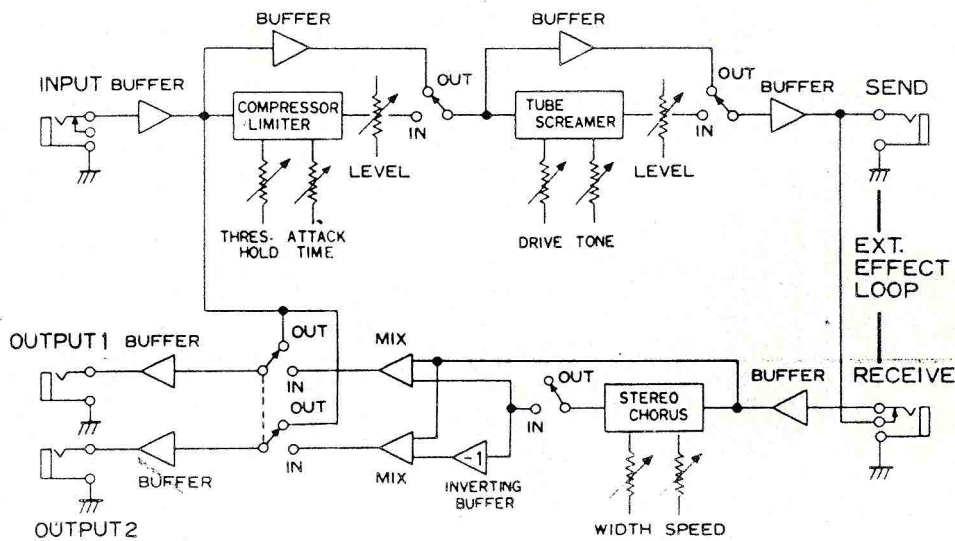 BUFFER
BUFFER
INPUT
BUFFER
OUT
OUT
BUFFER
SEND
COMPRESSOR
LIMITER
TUBE
SCREAMER
IN
IN
LEVEL
LEVEL
THRES-
HOLD
ATTACK
TIME
DRIVE
TONE
EXT.
EFFECT
LOOP
OUTPUT1
BUFFER
OUT
MIX
OUT
BUFFER
RECEIVE
IN
STEREO
CHORUS
OUT
IN
IN
-1
BUFFER
MIX
INVERTING
BUFFER
OUTPUT2
WIDTH
SPEED